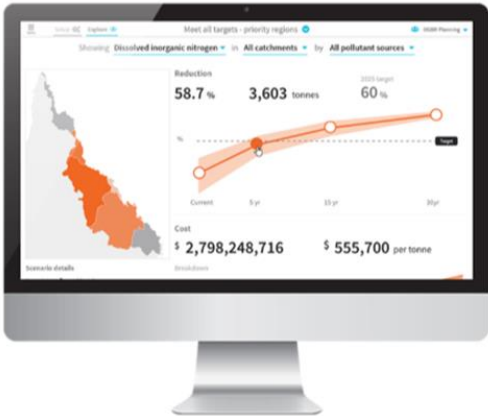 Setup Explore Meet all targets - priority regions
Showing Dissolved inorganic nitrogen in All catchments by All pollutant sources
Reduction
58.7 % 3,603 tonnes
2025 target
60 %
%
Target
Current 5 yr 15 yr 30yr
Cost
$ 2,798,248,716 $ 555,700 per tonne
Scenario details Breakdown